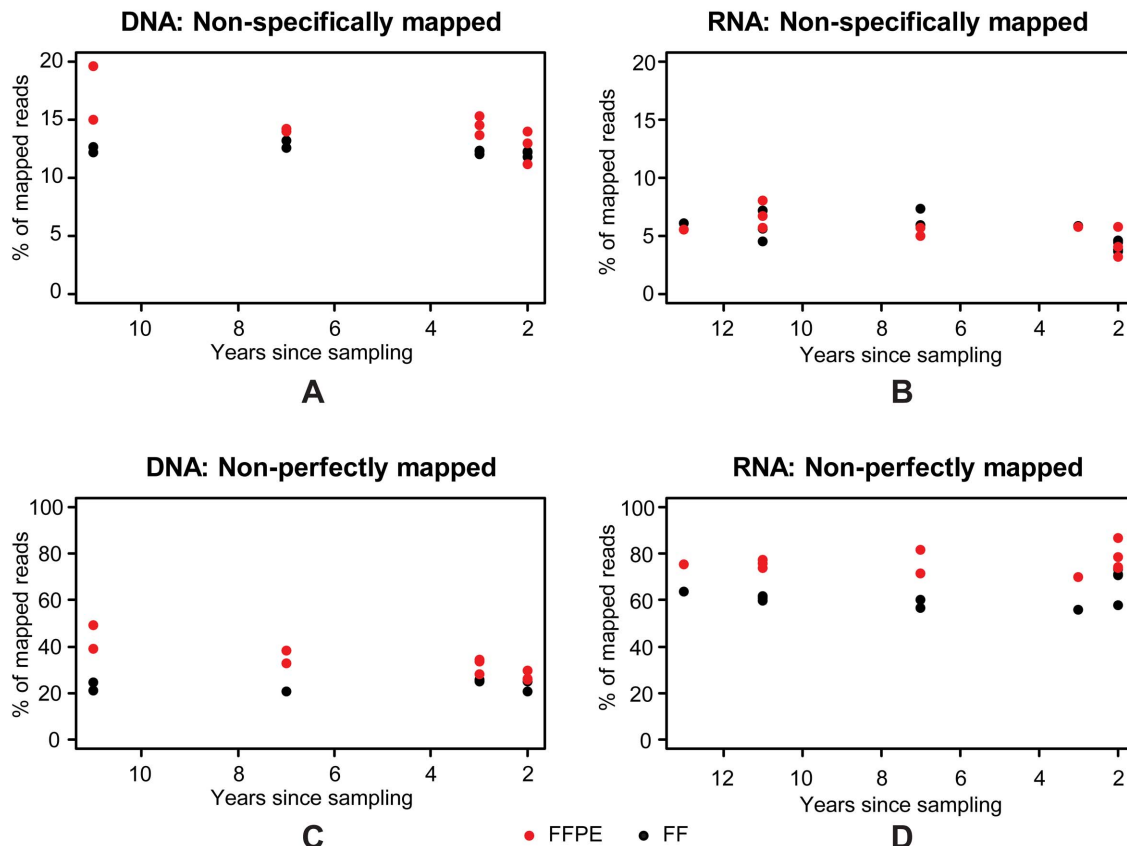 DNA: Non-specifically mapped
% of mapped reads
20
15
10
5
0
10 8 6 4 2
Years since sampling
A
RNA: Non-specifically mapped
% of mapped reads
20
15
10
5
0
12 10 8 6 4 2
Years since sampling
B
DNA: Non-perfectly mapped
% of mapped reads
100
80
60
40
20
0
10 8 6 4 2
Years since sampling
C
RNA: Non-perfectly mapped
% of mapped reads
100
80
60
40
20
0
12 10 8 6 4 2
Years since sampling
D
FFPE FF